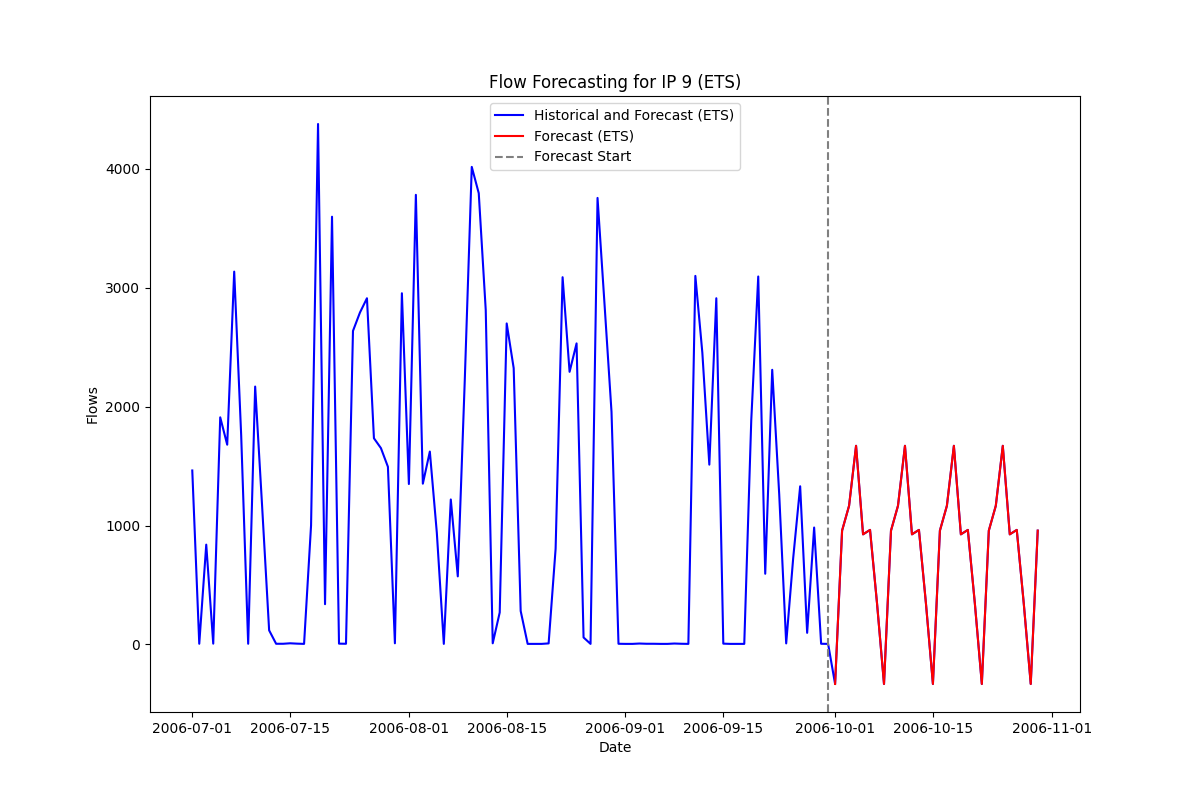 Flow Forecasting for IP 9 (ETS)
Historical and Forecast (ETS)
Forecast (ETS)
Forecast Start
Flows
4000
3000
2000
1000
0
2006-07-01 2006-07-15 2006-08-01 2006-08-15 2006-09-01 2006-09-15 2006-10-01 2006-10-15 2006-11-01
Date